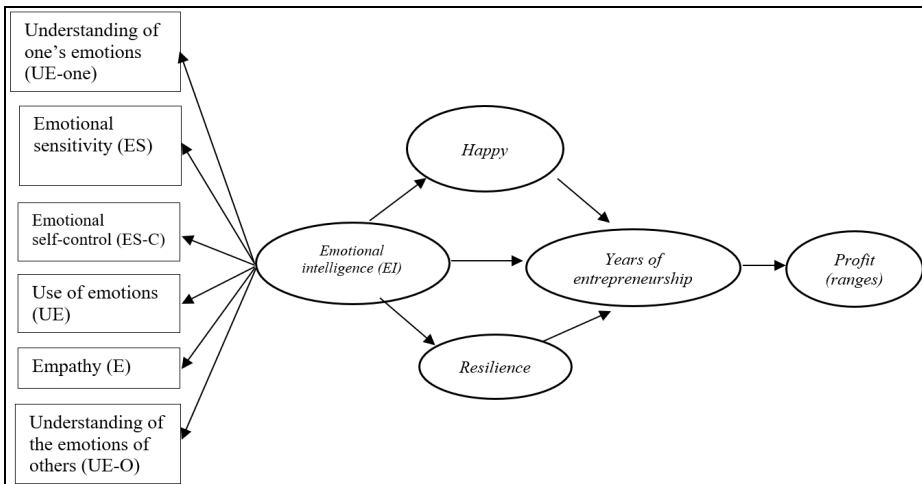 Understanding of
one’s emotions
(UE-one)
Emotional
sensitivity (ES)
Emotional
self-control (ES-C)
Use of emotions
(UE)
Empathy (E)
Understanding of
the emotions of
others (UE-O)
Emotional
intelligence (EI)
Happy
Resilience
Years of
entrepreneurship
Profit
(ranges)